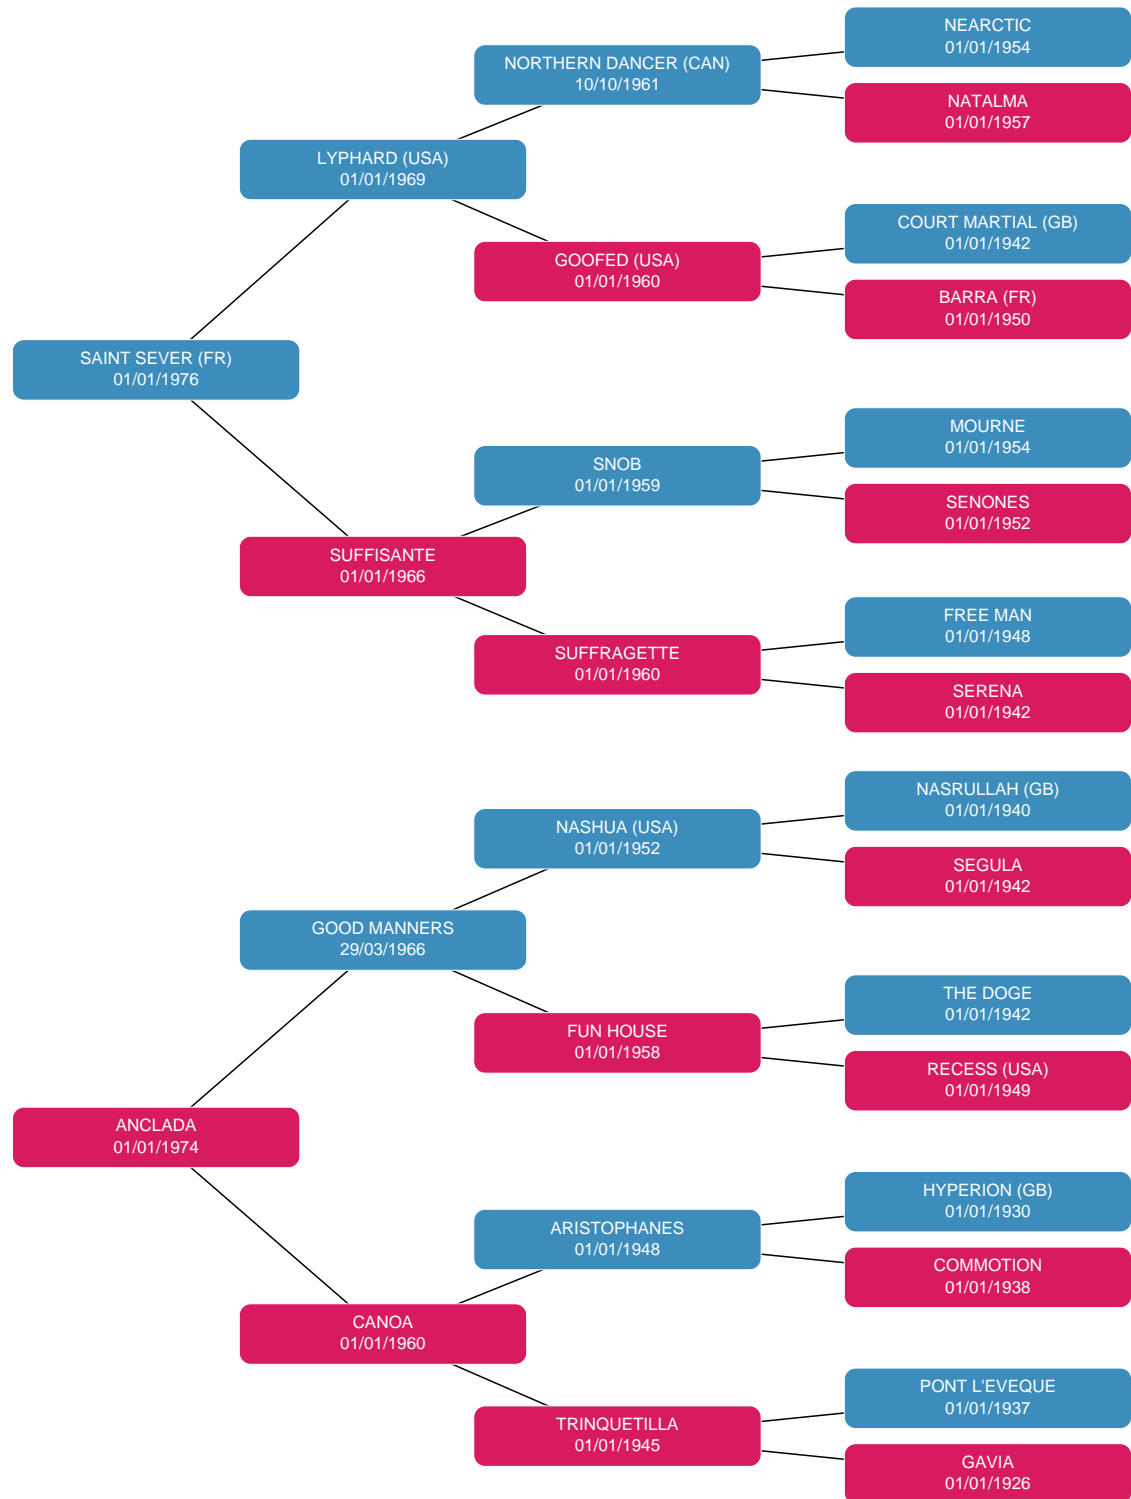 NEARCTIC
01/01/1954
NORTHERN DANCER (CAN)
10/10/1961
NATALMA
01/01/1957
LYPHARD (USA)
01/01/1969
COURT MARTIAL (GB)
01/01/1942
GOOFED (USA)
01/01/1960
BARRA (FR)
01/01/1950
SAINT SEVER (FR)
01/01/1976
MOURNE
01/01/1954
SNOB
01/01/1959
SENONES
01/01/1952
SUFFISANTE
01/01/1966
FREE MAN
01/01/1948
SUFFRAGETTE
01/01/1960
SERENA
01/01/1942
NASRULLAH (GB)
01/01/1940
NASHUA (USA)
01/01/1952
SEGULA
01/01/1942
GOOD MANNERS
29/03/1966
THE DOGE
01/01/1942
FUN HOUSE
01/01/1958
RECESS (USA)
01/01/1949
ANCLADA
01/01/1974
HYPERION (GB)
01/01/1930
ARISTOPHANES
01/01/1948
COMMOTION
01/01/1938
CANOA
01/01/1960
PONT L'EVEQUE
01/01/1937
TRINQUETILLA
01/01/1945
GAVIA
01/01/1926